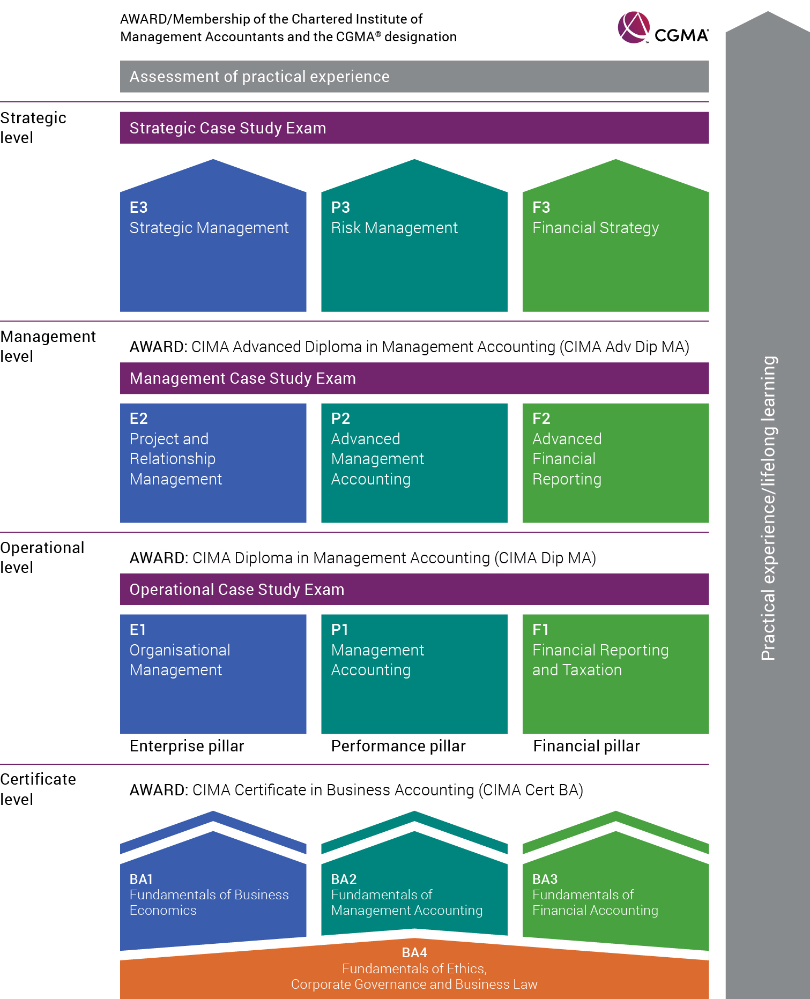 AWARD/Membership of the Chartered Institute of
Management Accountants and the CGMA® designation
CGMA®
TM
Assessment of practical experience
Strategic
level
Strategic Case Study Exam
E3
Strategic Management
P3
Risk Management
F3
Financial Strategy
Management
level
AWARD: CIMA Advanced Diploma in Management Accounting (CIMA Adv Dip MA)
Management Case Study Exam
E2
Project and
Relationship
Management
P2
Advanced
Management
Accounting
F2
Advanced
Financial
Reporting
Operational
level
AWARD: CIMA Diploma in Management Accounting (CIMA Dip MA)
Operational Case Study Exam
E1
Organisational
Management
P1
Management
Accounting
F1
Financial Reporting
and Taxation
Enterprise pillar
Performance pillar
Financial pillar
Certificate
level
AWARD: CIMA Certificate in Business Accounting (CIMA Cert BA)
BA1
Fundamentals of Business
Economics
BA2
Fundamentals of
Management Accounting
BA3
Fundamentals of
Financial Accounting
BA4
Fundamentals of Ethics,
Corporate Governance and Business Law
Practical experience/lifelong learning